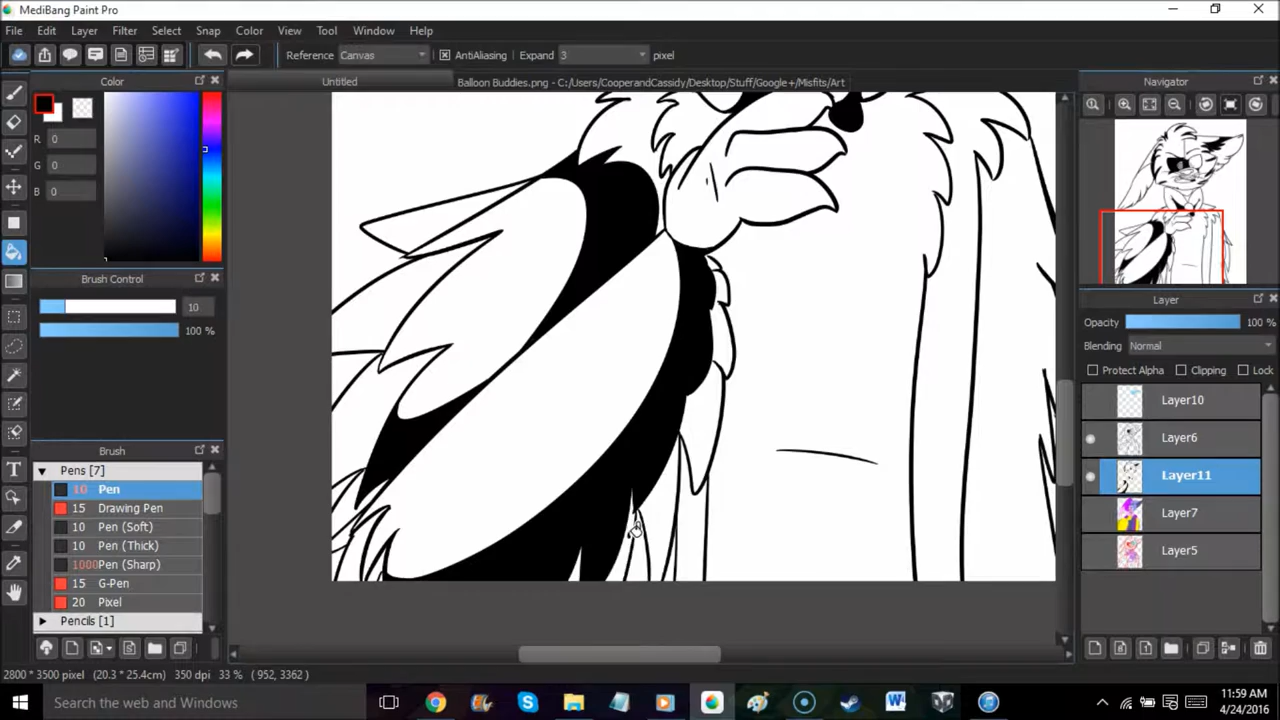 MediBang Paint Pro
File Edit Layer Filter Select Snap Color View Tool Window Help
Reference Canvas AntiAliasing Expand 3 pixel
Color
Untitled
Balloon Buddies.png - C:/Users/CooperandCassidy/Desktop/Stuff/Google+/Misfits/Art
Navigator
R 0
G 0
B 0
Brush Control
10
100 %
Layer
Opacity 100 %
Blending Normal
Protect Alpha Clipping Lock
Layer10
Layer6
Layer11
Layer7
Layer5
Brush
Pens [7]
10 Pen
15 Drawing Pen
10 Pen (Soft)
10 Pen (Thick)
1000 Pen (Sharp)
15 G-Pen
20 Pixel
Pencils [1]
2800 * 3500 pixel (20.3 * 25.4cm) 350 dpi 33 % ( 952, 3362 )
Search the web and Windows
11:59 AM
4/24/2016